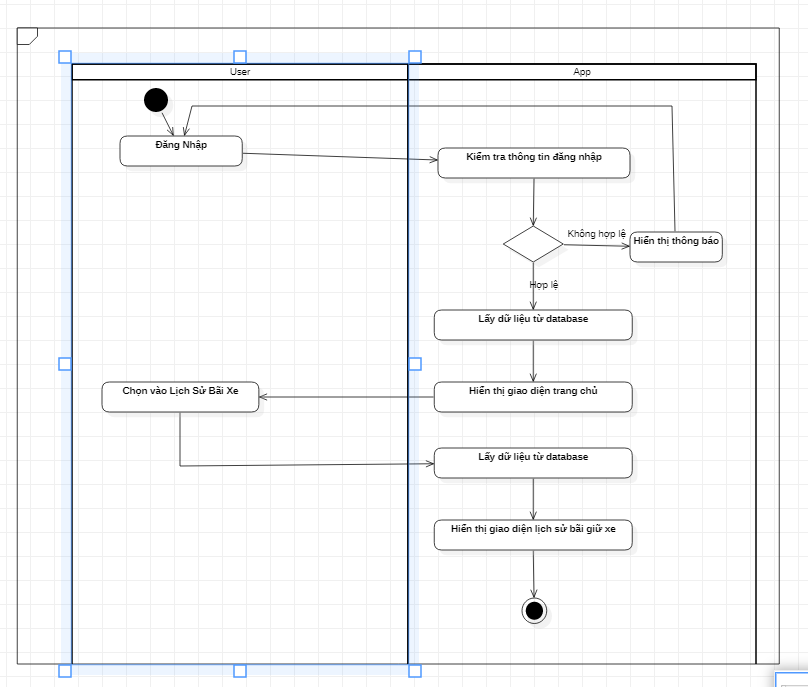 User
App
Đăng Nhập
Kiểm tra thông tin đăng nhập
Không hợp lệ
Hiển thị thông báo
Hợp lệ
Lấy dữ liệu từ database
Chọn vào Lịch Sử Bãi Xe
Hiển thị giao diện trang chủ
Lấy dữ liệu từ database
Hiển thị giao diện lịch sử bãi giữ xe